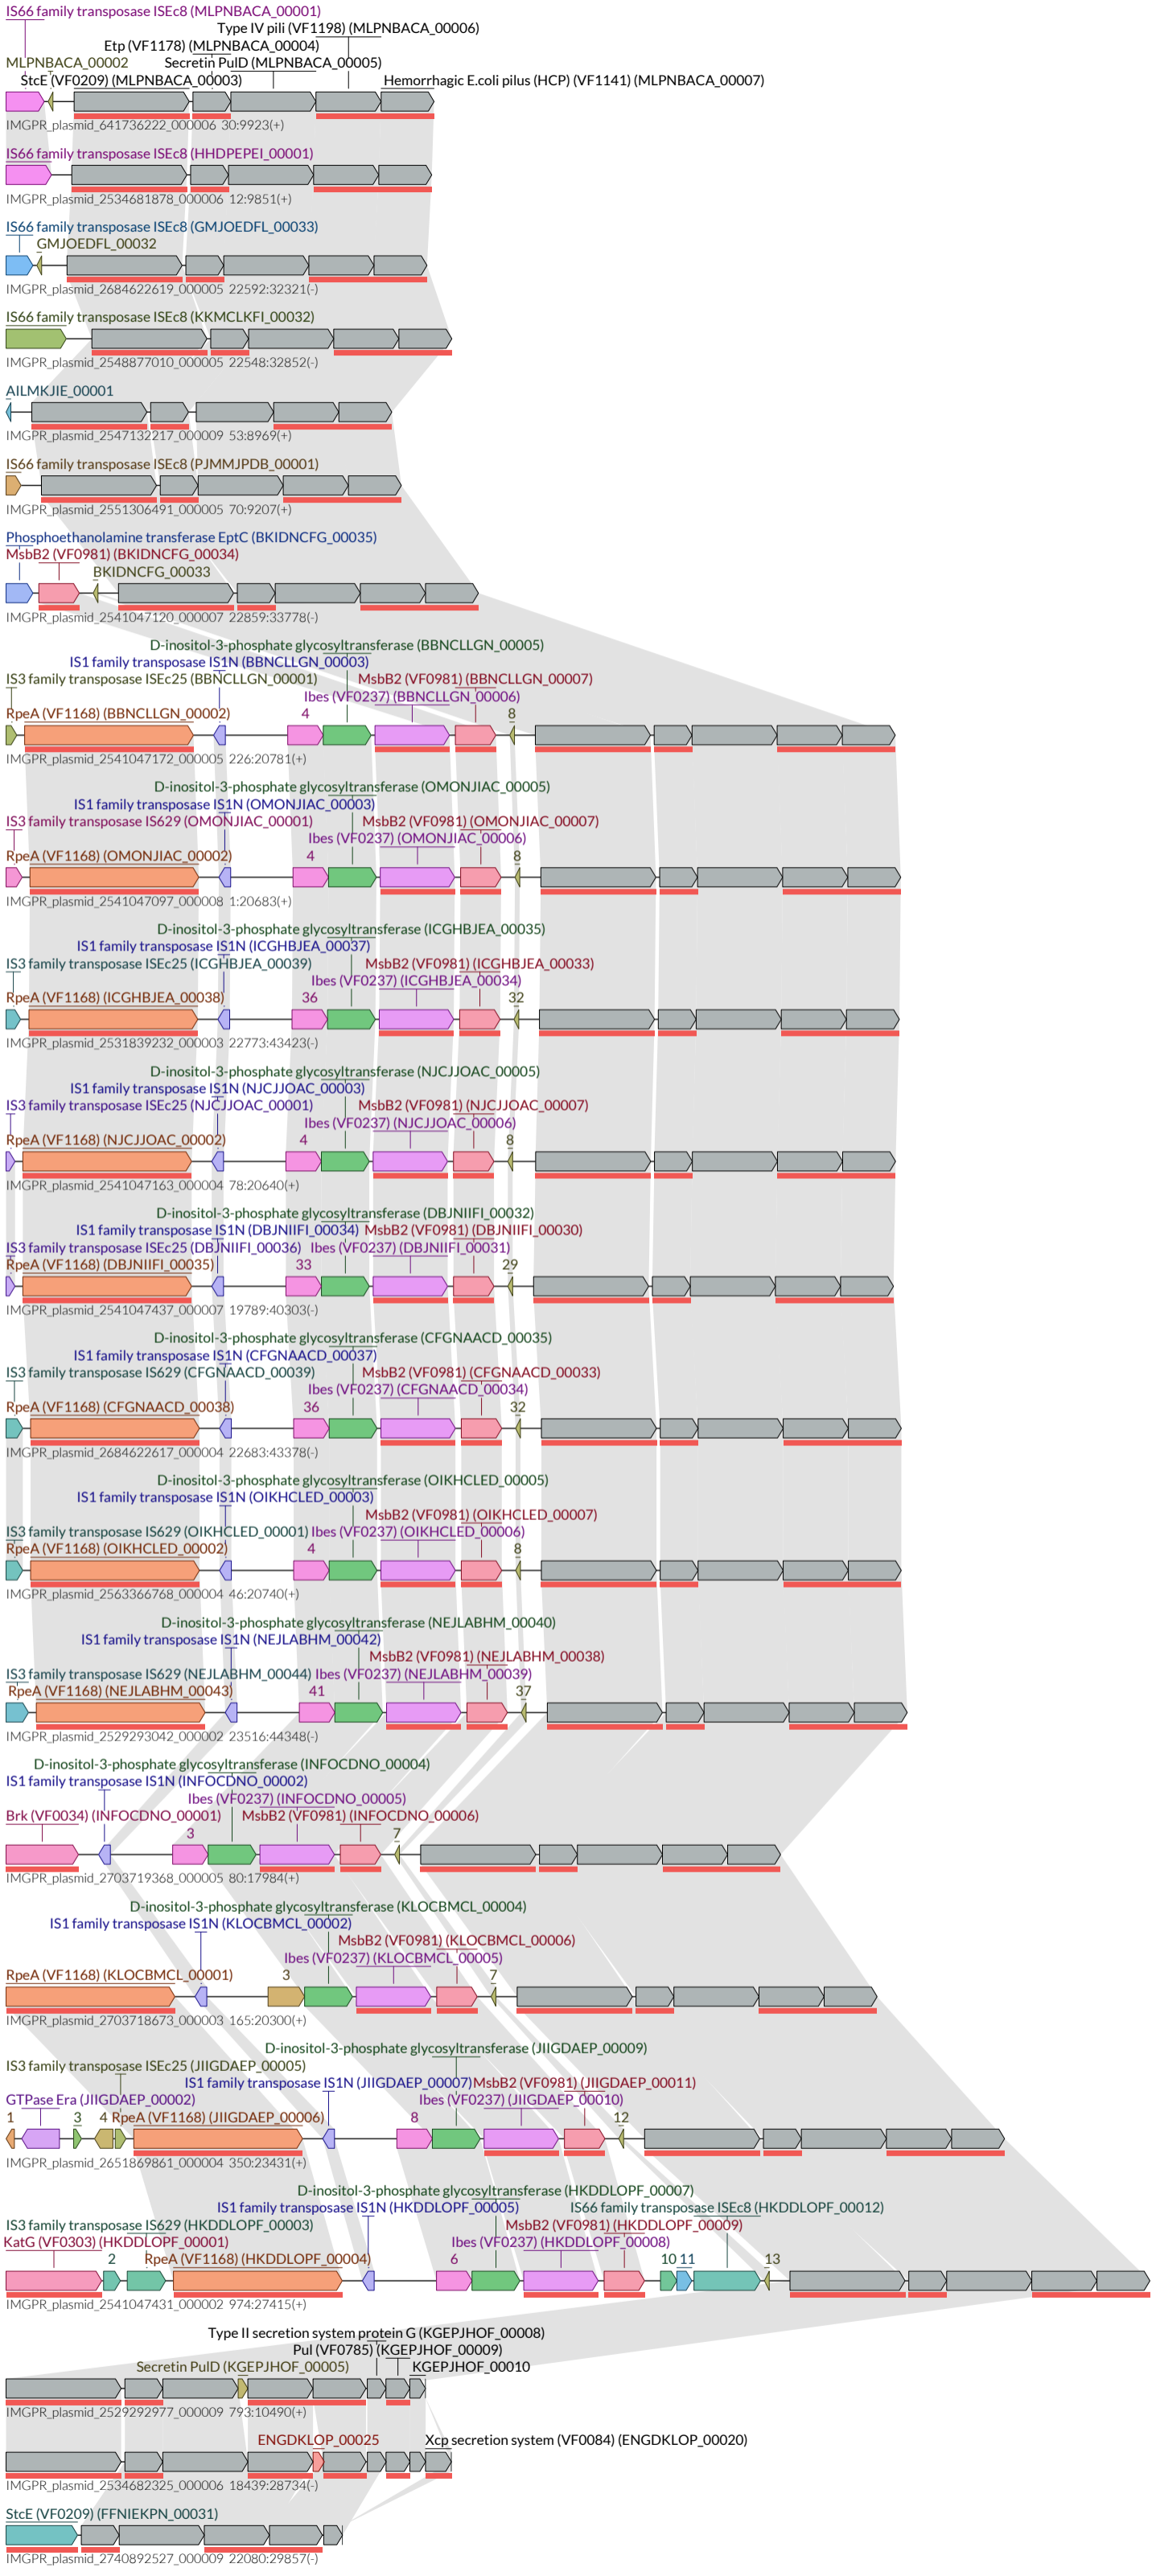 IS66 family transposase ISEc8 (MLPNBACA_00001)
Type IV pili (VF1198) (MLPNBACA_00006)
Etp (VF1178) (MLPNBACA_00004)
MLPNBACA_00002 Secretin PulD (MLPNBACA_00005)
StcE (VF0209) (MLPNBACA_00003) Hemorrhagic E.coli pilus (HCP) (VF1141) (MLPNBACA_00007)
IMGPR_plasmid_641736222_000006 30:9923(+)
IS66 family transposase ISEc8 (HHDPEPEI_00001)
IMGPR_plasmid_2534681878_000006 12:9851(+)
IS66 family transposase ISEc8 (GMJOEDFL_00033)
GMJOEDFL_00032
IMGPR_plasmid_2684622619_000005 22592:32321(-)
IS66 family transposase ISEc8 (KKMCLKFI_00032)
IMGPR_plasmid_2548877010_000005 22548:32852(-)
AILMKJIE_00001
IMGPR_plasmid_2547132217_000009 53:8969(+)
IS66 family transposase ISEc8 (PJMMJPDB_00001)
IMGPR_plasmid_2551306491_000005 70:9207(+)
Phosphoethanolamine transferase EptC (BKIDNCFG_00035)
MsbB2 (VF0981) (BKIDNCFG_00034)
BKIDNCFG_00033
IMGPR_plasmid_2541047120_000007 22859:33778(-)
D-inositol-3-phosphate glycosyltransferase (BBNCLLGN_00005)
IS1 family transposase IS1N (BBNCLLGN_00003)
IS3 family transposase ISEc25 (BBNCLLGN_00001) MsbB2 (VF0981) (BBNCLLGN_00007)
Ibes (VF0237) (BBNCLLGN_00006)
RpeA (VF1168) (BBNCLLGN_00002) 4 8
IMGPR_plasmid_2541047172_000005 226:20781(+)
D-inositol-3-phosphate glycosyltransferase (OMONJIAC_00005)
IS1 family transposase IS1N (OMONJIAC_00003)
IS3 family transposase IS629 (OMONJIAC_00001) MsbB2 (VF0981) (OMONJIAC_00007)
Ibes (VF0237) (OMONJIAC_00006)
RpeA (VF1168) (OMONJIAC_00002) 4 8
IMGPR_plasmid_2541047097_000008 1:20683(+)
D-inositol-3-phosphate glycosyltransferase (ICGHBJEA_00035)
IS1 family transposase IS1N (ICGHBJEA_00037)
IS3 family transposase ISEc25 (ICGHBJEA_00039) MsbB2 (VF0981) (ICGHBJEA_00033)
Ibes (VF0237) (ICGHBJEA_00034)
RpeA (VF1168) (ICGHBJEA_00038) 36 32
IMGPR_plasmid_2531839232_000003 22773:43423(-)
D-inositol-3-phosphate glycosyltransferase (NJCJJOAC_00005)
IS1 family transposase IS1N (NJCJJOAC_00003)
IS3 family transposase ISEc25 (NJCJJOAC_00001) MsbB2 (VF0981) (NJCJJOAC_00007)
Ibes (VF0237) (NJCJJOAC_00006)
RpeA (VF1168) (NJCJJOAC_00002) 4 8
IMGPR_plasmid_2541047163_000004 78:20640(+)
D-inositol-3-phosphate glycosyltransferase (DBJNIIFI_00032)
IS1 family transposase IS1N (DBJNIIFI_00034) MsbB2 (VF0981) (DBJNIIFI_00030)
IS3 family transposase ISEc25 (DBJNIIFI_00036) Ibes (VF0237) (DBJNIIFI_00031)
RpeA (VF1168) (DBJNIIFI_00035) 33 29
IMGPR_plasmid_2541047437_000007 19789:40303(-)
D-inositol-3-phosphate glycosyltransferase (CFGNAACD_00035)
IS1 family transposase IS1N (CFGNAACD_00037)
IS3 family transposase IS629 (CFGNAACD_00039) MsbB2 (VF0981) (CFGNAACD_00033)
Ibes (VF0237) (CFGNAACD_00034)
RpeA (VF1168) (CFGNAACD_00038) 36 32
IMGPR_plasmid_2684622617_000004 22683:43378(-)
D-inositol-3-phosphate glycosyltransferase (OIKHCLED_00005)
IS1 family transposase IS1N (OIKHCLED_00003)
MsbB2 (VF0981) (OIKHCLED_00007)
IS3 family transposase IS629 (OIKHCLED_00001) Ibes (VF0237) (OIKHCLED_00006)
RpeA (VF1168) (OIKHCLED_00002) 4 8
IMGPR_plasmid_2563366768_000004 46:20740(+)
D-inositol-3-phosphate glycosyltransferase (NEJLABHM_00040)
IS1 family transposase IS1N (NEJLABHM_00042)
MsbB2 (VF0981) (NEJLABHM_00038)
IS3 family transposase IS629 (NEJLABHM_00044) Ibes (VF0237) (NEJLABHM_00039)
RpeA (VF1168) (NEJLABHM_00043) 41 37
IMGPR_plasmid_2529293042_000002 23516:44348(-)
D-inositol-3-phosphate glycosyltransferase (INFOCDNO_00004)
IS1 family transposase IS1N (INFOCDNO_00002)
Ibes (VF0237) (INFOCDNO_00005)
Brk (VF0034) (INFOCDNO_00001) MsbB2 (VF0981) (INFOCDNO_00006)
3 7
IMGPR_plasmid_2703719368_000005 80:17984(+)
D-inositol-3-phosphate glycosyltransferase (KLOCBMCL_00004)
IS1 family transposase IS1N (KLOCBMCL_00002)
MsbB2 (VF0981) (KLOCBMCL_00006)
Ibes (VF0237) (KLOCBMCL_00005)
RpeA (VF1168) (KLOCBMCL_00001) 3 7
IMGPR_plasmid_2703718673_000003 165:20300(+)
D-inositol-3-phosphate glycosyltransferase (JIIGDAEP_00009)
IS3 family transposase ISEc25 (JIIGDAEP_00005)
IS1 family transposase IS1N (JIIGDAEP_00007) MsbB2 (VF0981) (JIIGDAEP_00011)
GTPase Era (JIIGDAEP_00002) Ibes (VF0237) (JIIGDAEP_00010)
1 3 4 RpeA (VF1168) (JIIGDAEP_00006) 8 12
IMGPR_plasmid_2651869861_000004 350:23431(+)
D-inositol-3-phosphate glycosyltransferase (HKDDLOPF_00007)
IS1 family transposase IS1N (HKDDLOPF_00005) IS66 family transposase ISEc8 (HKDDLOPF_00012)
IS3 family transposase IS629 (HKDDLOPF_00003) MsbB2 (VF0981) (HKDDLOPF_00009)
KatG (VF0303) (HKDDLOPF_00001) Ibes (VF0237) (HKDDLOPF_00008)
2 RpeA (VF1168) (HKDDLOPF_00004) 6 10 11 13
IMGPR_plasmid_2541047431_000002 974:27415(+)
Type II secretion system protein G (KGEPJHOF_00008)
Pul (VF0785) (KGEPJHOF_00009)
Secretin PulD (KGEPJHOF_00005) KGEPJHOF_00010
IMGPR_plasmid_2529292977_000009 793:10490(+)
ENGDKLOP_00025 Xcp secretion system (VF0084) (ENGDKLOP_00020)
IMGPR_plasmid_2534682325_000006 18439:28734(-)
StcE (VF0209) (FFNIEKPN_00031)
IMGPR_plasmid_2740892527_000009 22080:29857(-)